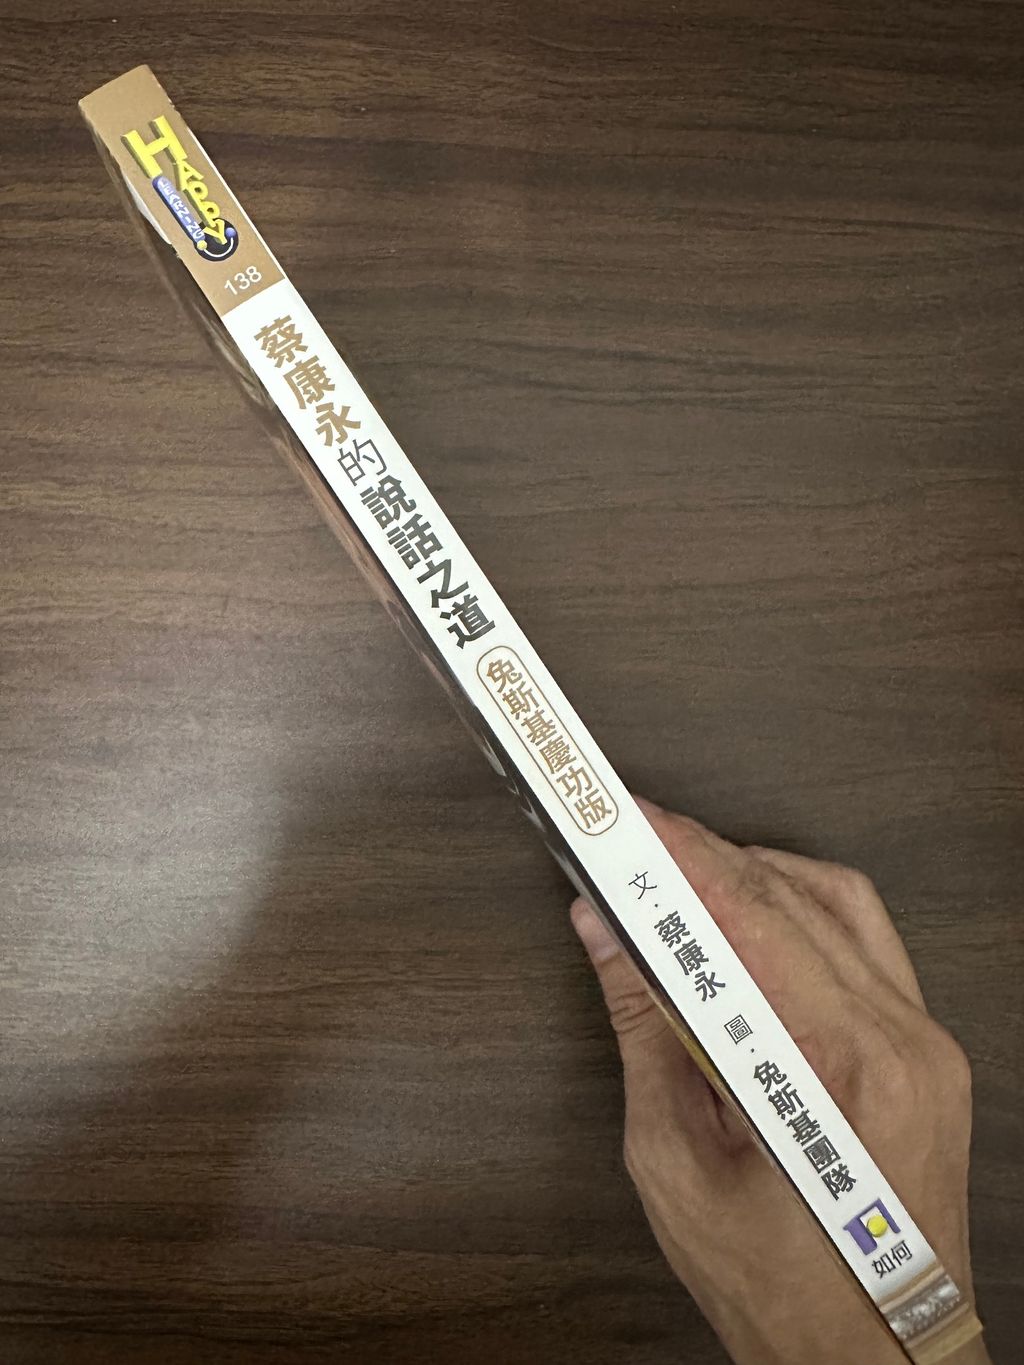 HAPPY
LEARNING
138
蔡康永的說話之道
兔斯基慶功版
文．蔡康永
圖．兔斯基團隊
如何